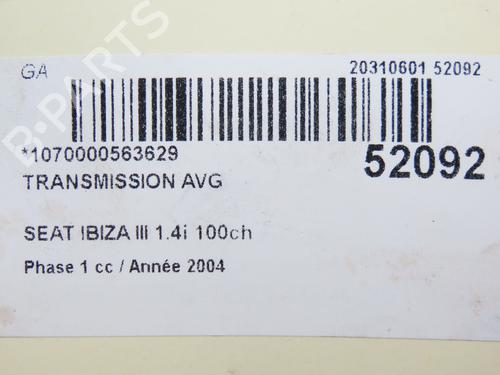 GA
20310601 52092
*1070000563629
52092
TRANSMISSION AVG
SEAT IBIZA III 1.4i 100ch
Phase 1 cc / Année 2004
B-PARTS